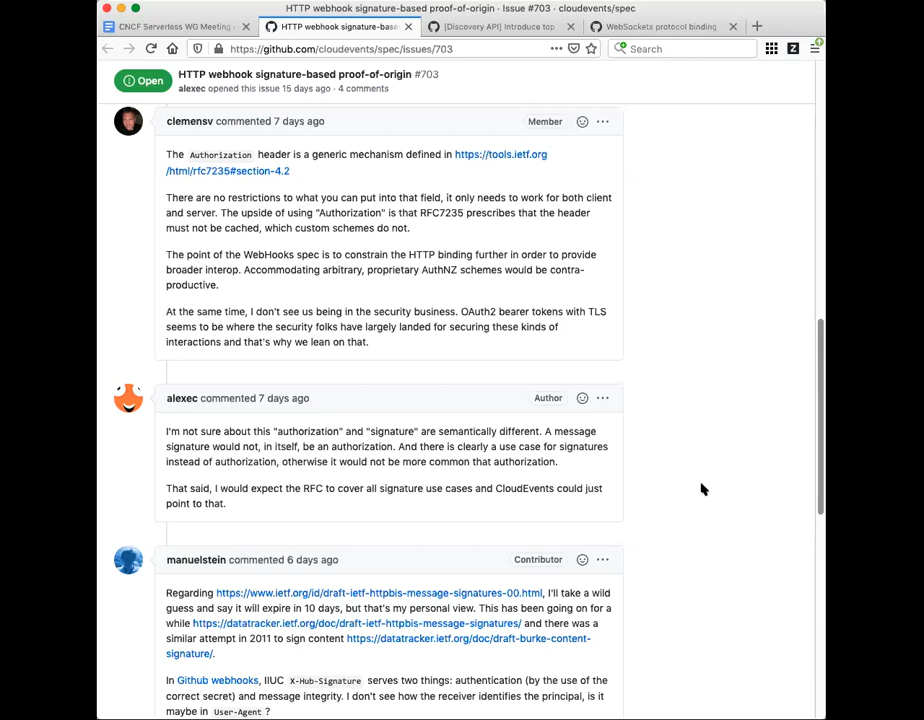 HTTP webhook signature-based proof-of-origin · Issue #703 · cloudevents/spec
CNCF Serverless WG Meeting
HTTP webhook signature-base
[Discovery API] Introduce top
WebSockets protocol binding
https://github.com/cloudevents/spec/issues/703
Search
Open
HTTP webhook signature-based proof-of-origin #703
alexec opened this issue 15 days ago · 4 comments
clemensv commented 7 days ago
Member
The Authorization header is a generic mechanism defined in https://tools.ietf.org
/html/rfc7235#section-4.2
There are no restrictions to what you can put into that field, it only needs to work for both client
and server. The upside of using "Authorization" is that RFC7235 prescribes that the header
must not be cached, which custom schemes do not.
The point of the WebHooks spec is to constrain the HTTP binding further in order to provide
broader interop. Accommodating arbitrary, proprietary AuthNZ schemes would be contra-
productive.
At the same time, I don't see us being in the security business. OAuth2 bearer tokens with TLS
seems to be where the security folks have largely landed for securing these kinds of
interactions and that's why we lean on that.
alexec commented 7 days ago
Author
I'm not sure about this "authorization" and "signature" are semantically different. A message
signature would not, in itself, be an authorization. And there is clearly a use case for signatures
instead of authorization, otherwise it would not be more common that authorization.
That said, I would expect the RFC to cover all signature use cases and CloudEvents could just
point to that.
manuelstein commented 6 days ago
Contributor
Regarding https://www.ietf.org/id/draft-ietf-httpbis-message-signatures-00.html, I'll take a wild
guess and say it will expire in 10 days, but that's my personal view. This has been going on for a
while https://datatracker.ietf.org/doc/draft-ietf-httpbis-message-signatures/ and there was a
similar attempt in 2011 to sign content https://datatracker.ietf.org/doc/draft-burke-content-
signature/.
In Github webhooks, IIUC X-Hub-Signature serves two things: authentication (by the use of the
correct secret) and message integrity. I don't see how the receiver identifies the principal, is it
maybe in User-Agent ?